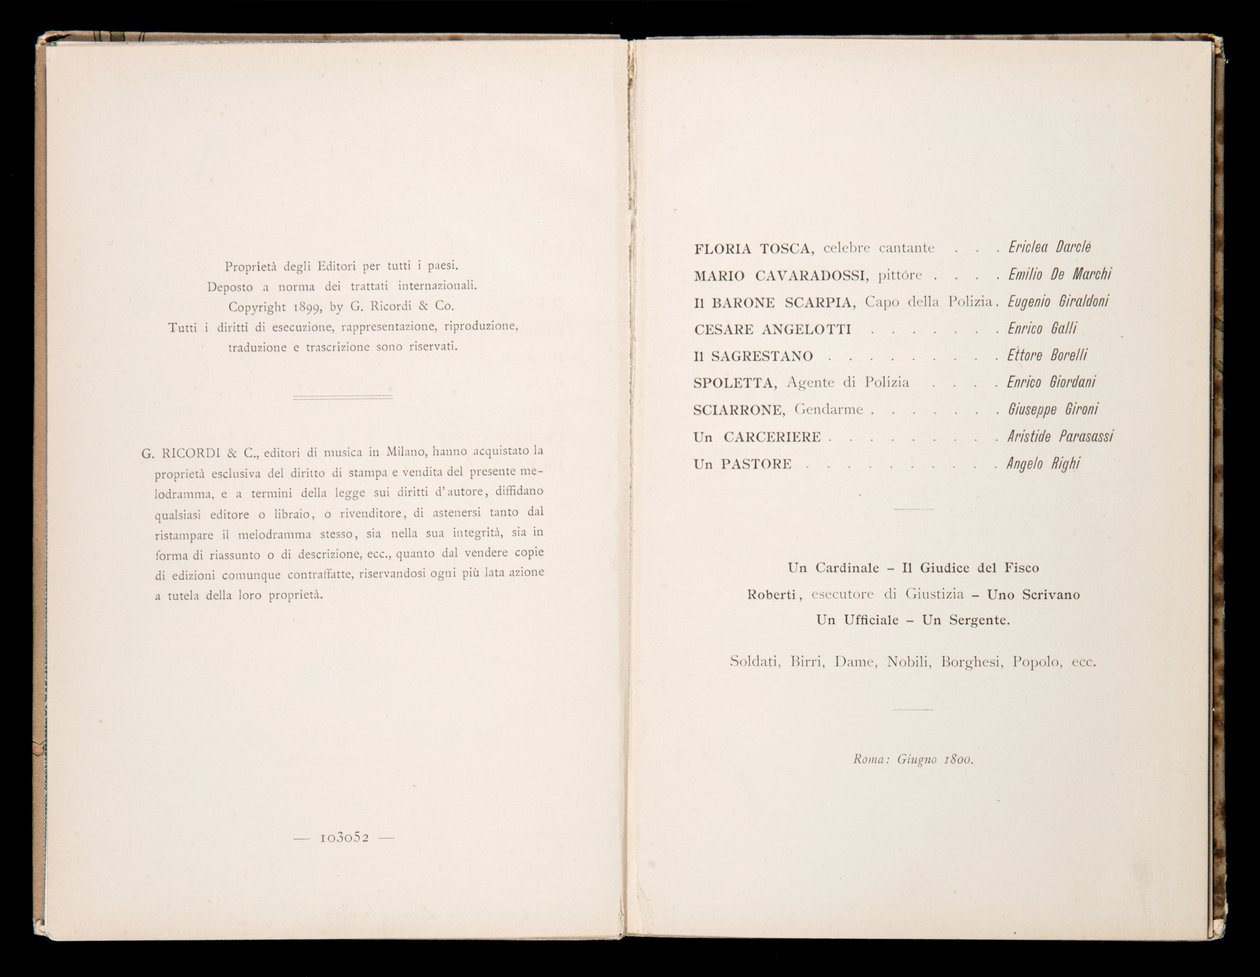 Proprietà degli Editori per tutti i paesi.
Deposto a norma dei trattati internazionali.
Copyright 1899, by G. Ricordi & Co.
Tutti i diritti di esecuzione, rappresentazione, riproduzione,
traduzione e trascrizione sono riservati.
G. RICORDI & C., editori di musica in Milano, hanno acquistato la
proprietà esclusiva del diritto di stampa e vendita del presente me-
lodramma, e a termini della legge sui diritti d'autore, diffidano
qualsiasi editore o libraio, o rivenditore, di astenersi tanto dal
ristampare il melodramma stesso, sia nella sua integrità, sia in
forma di riassunto o di descrizione, ecc., quanto dal vendere copie
di edizioni comunque contraffatte, riservandosi ogni più lata azione
a tutela della loro proprietà.
— 103052 —
FLORIA TOSCA, celebre cantante . . . Ericlea Darclé
MARIO CAVARADOSSI, pittore . . . . Emilio De Marchi
Il BARONE SCARPIA, Capo della Polizia . Eugenio Giraldoni
CESARE ANGELOTTI . . . . . . . Enrico Galli
Il SAGRESTANO . . . . . . . . . Ettore Borelli
SPOLETTA, Agente di Polizia . . . . Enrico Giordani
SCIARRONE, Gendarme . . . . . . . Giuseppe Gironi
Un CARCERIERE . . . . . . . . . Aristide Parasassi
Un PASTORE . . . . . . . . . . Angelo Righi
Un Cardinale – Il Giudice del Fisco
Roberti, esecutore di Giustizia – Uno Scrivano
Un Ufficiale – Un Sergente.
Soldati, Birri, Dame, Nobili, Borghesi, Popolo, ecc.
Roma: Giugno 1800.